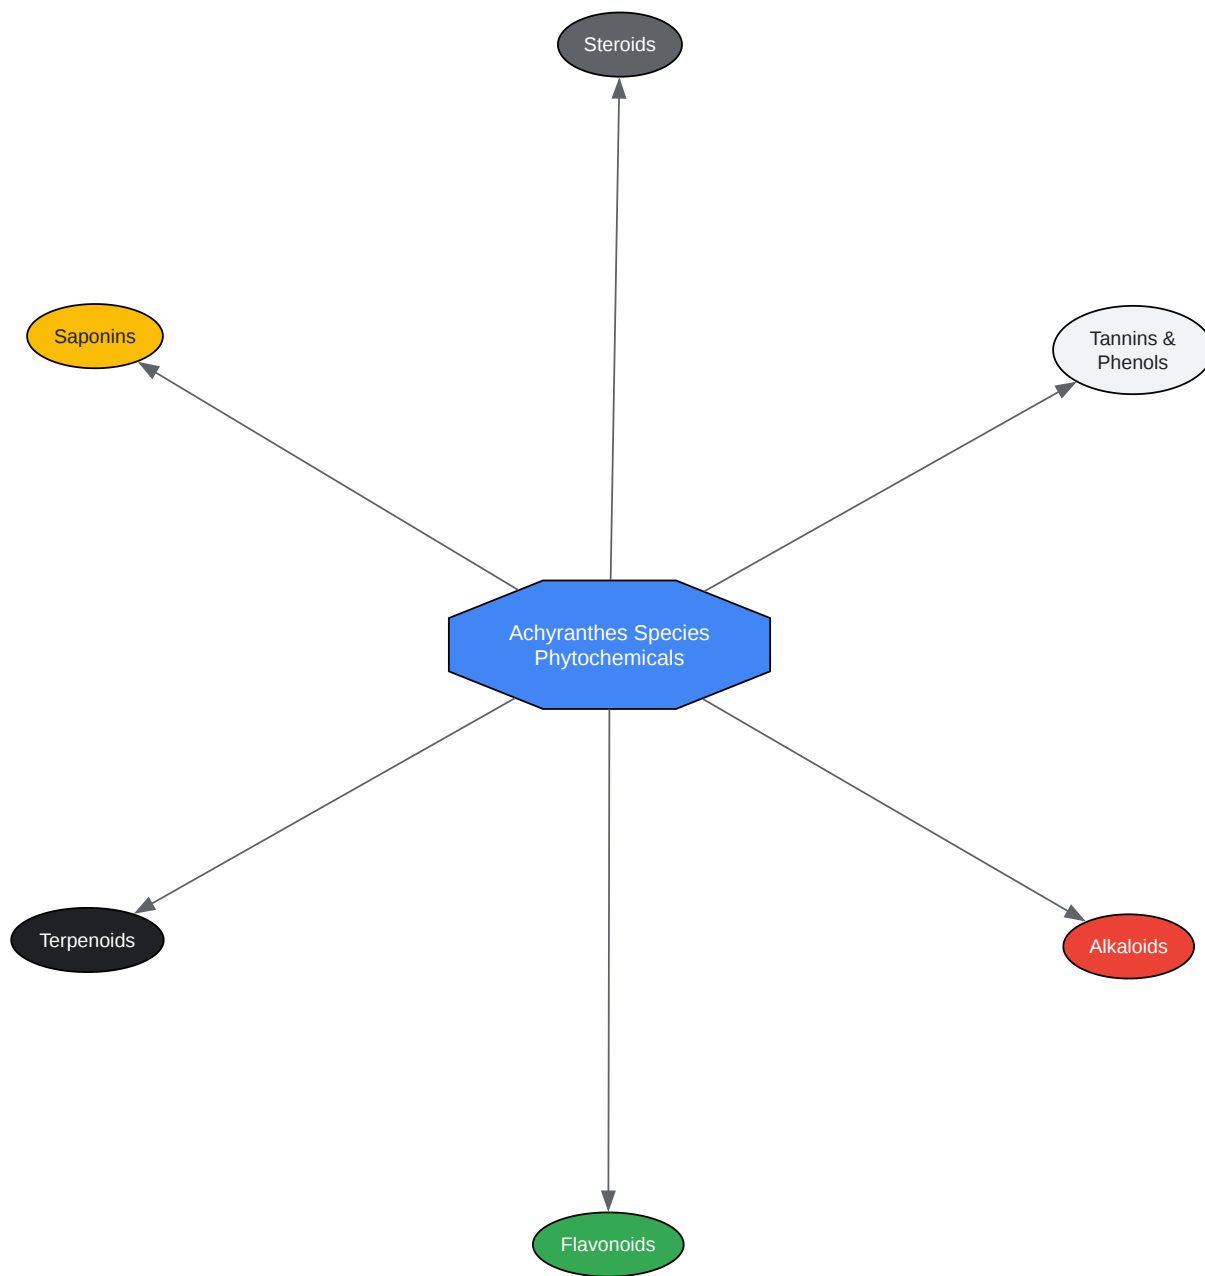 Steroids
Saponins
Tannins &
Phenols
Achyranthes Species
Phytochemicals
Terpenoids
Alkaloids
Flavonoids